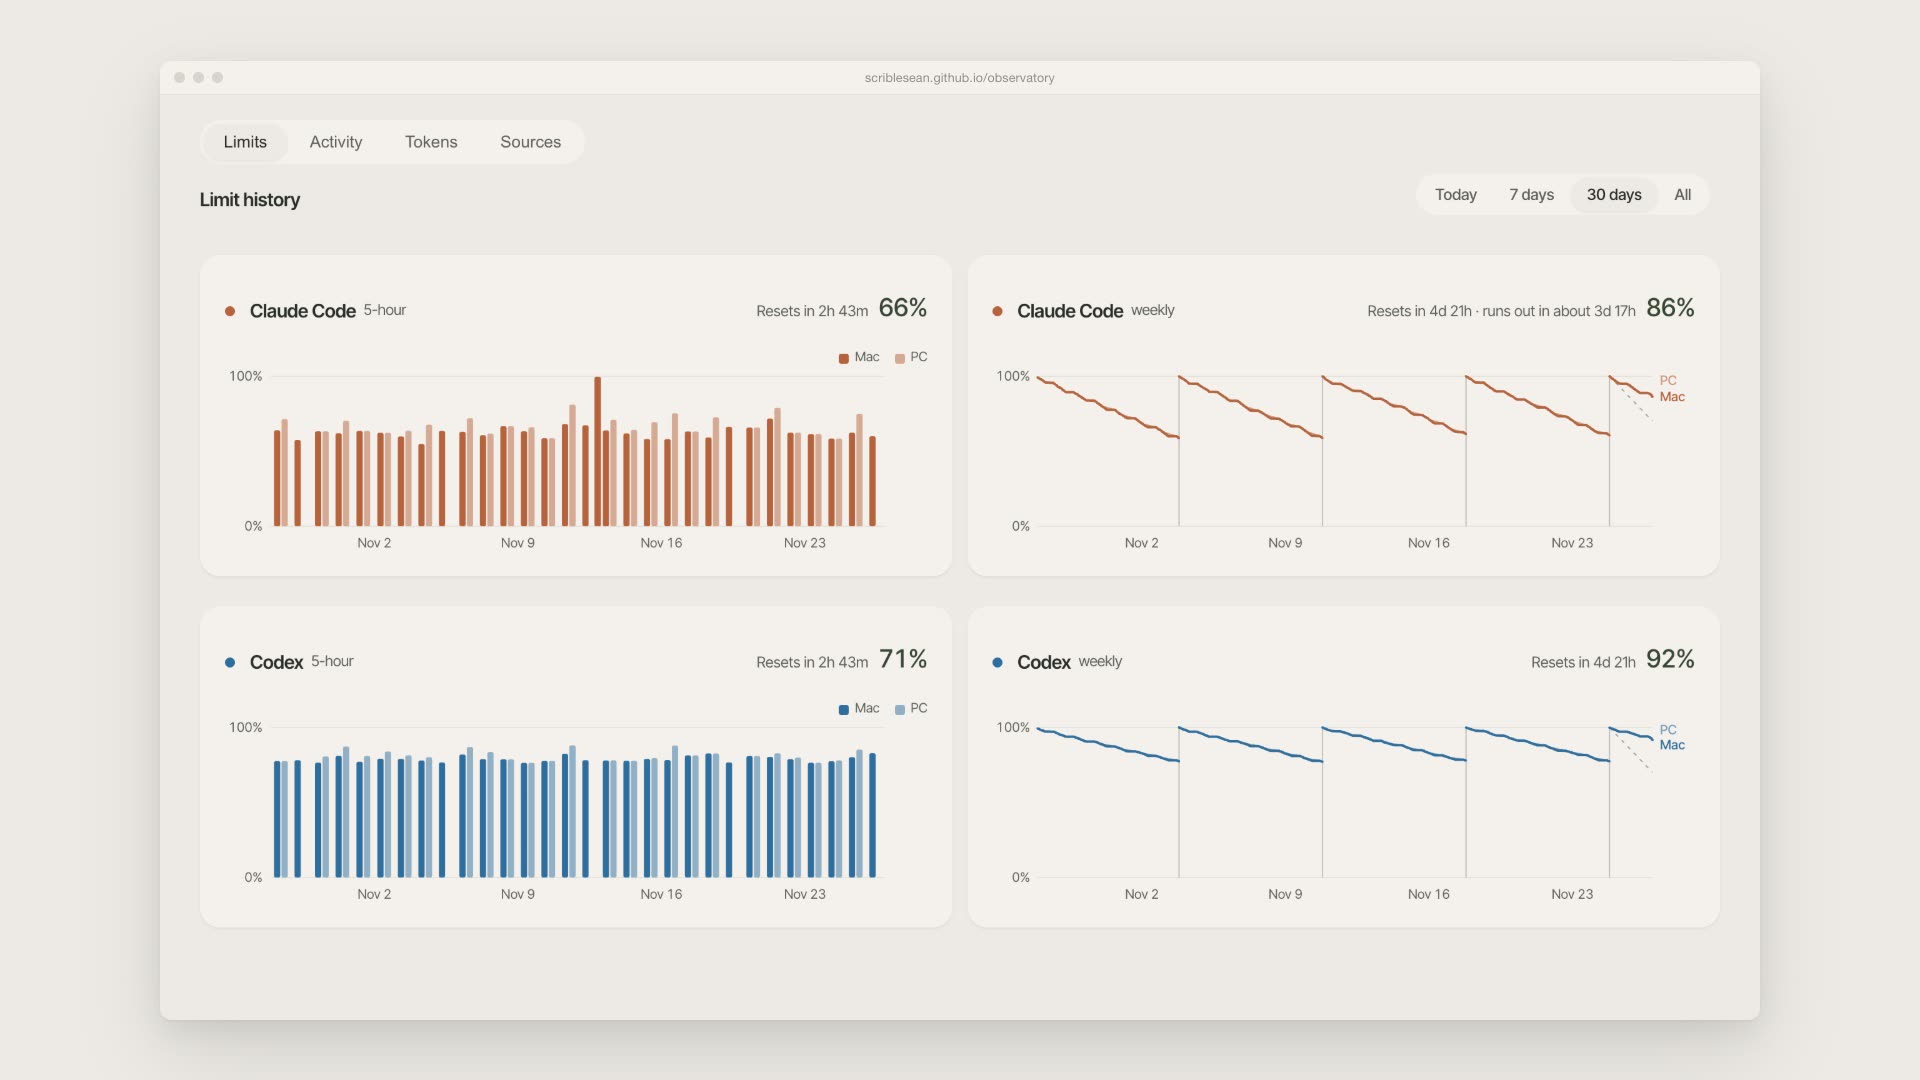 scriblesean.github.io/observatory
Limits Activity Tokens Sources
Limit history
Today 7 days 30 days All
Claude Code 5-hour
Resets in 2h 43m 66%
Mac PC
100%
0%
Nov 2 Nov 9 Nov 16 Nov 23
Claude Code weekly
Resets in 4d 21h · runs out in about 3d 17h 86%
100%
PC
Mac
0%
Nov 2 Nov 9 Nov 16 Nov 23
Codex 5-hour
Resets in 2h 43m 71%
Mac PC
100%
0%
Nov 2 Nov 9 Nov 16 Nov 23
Codex weekly
Resets in 4d 21h 92%
100%
PC
Mac
0%
Nov 2 Nov 9 Nov 16 Nov 23